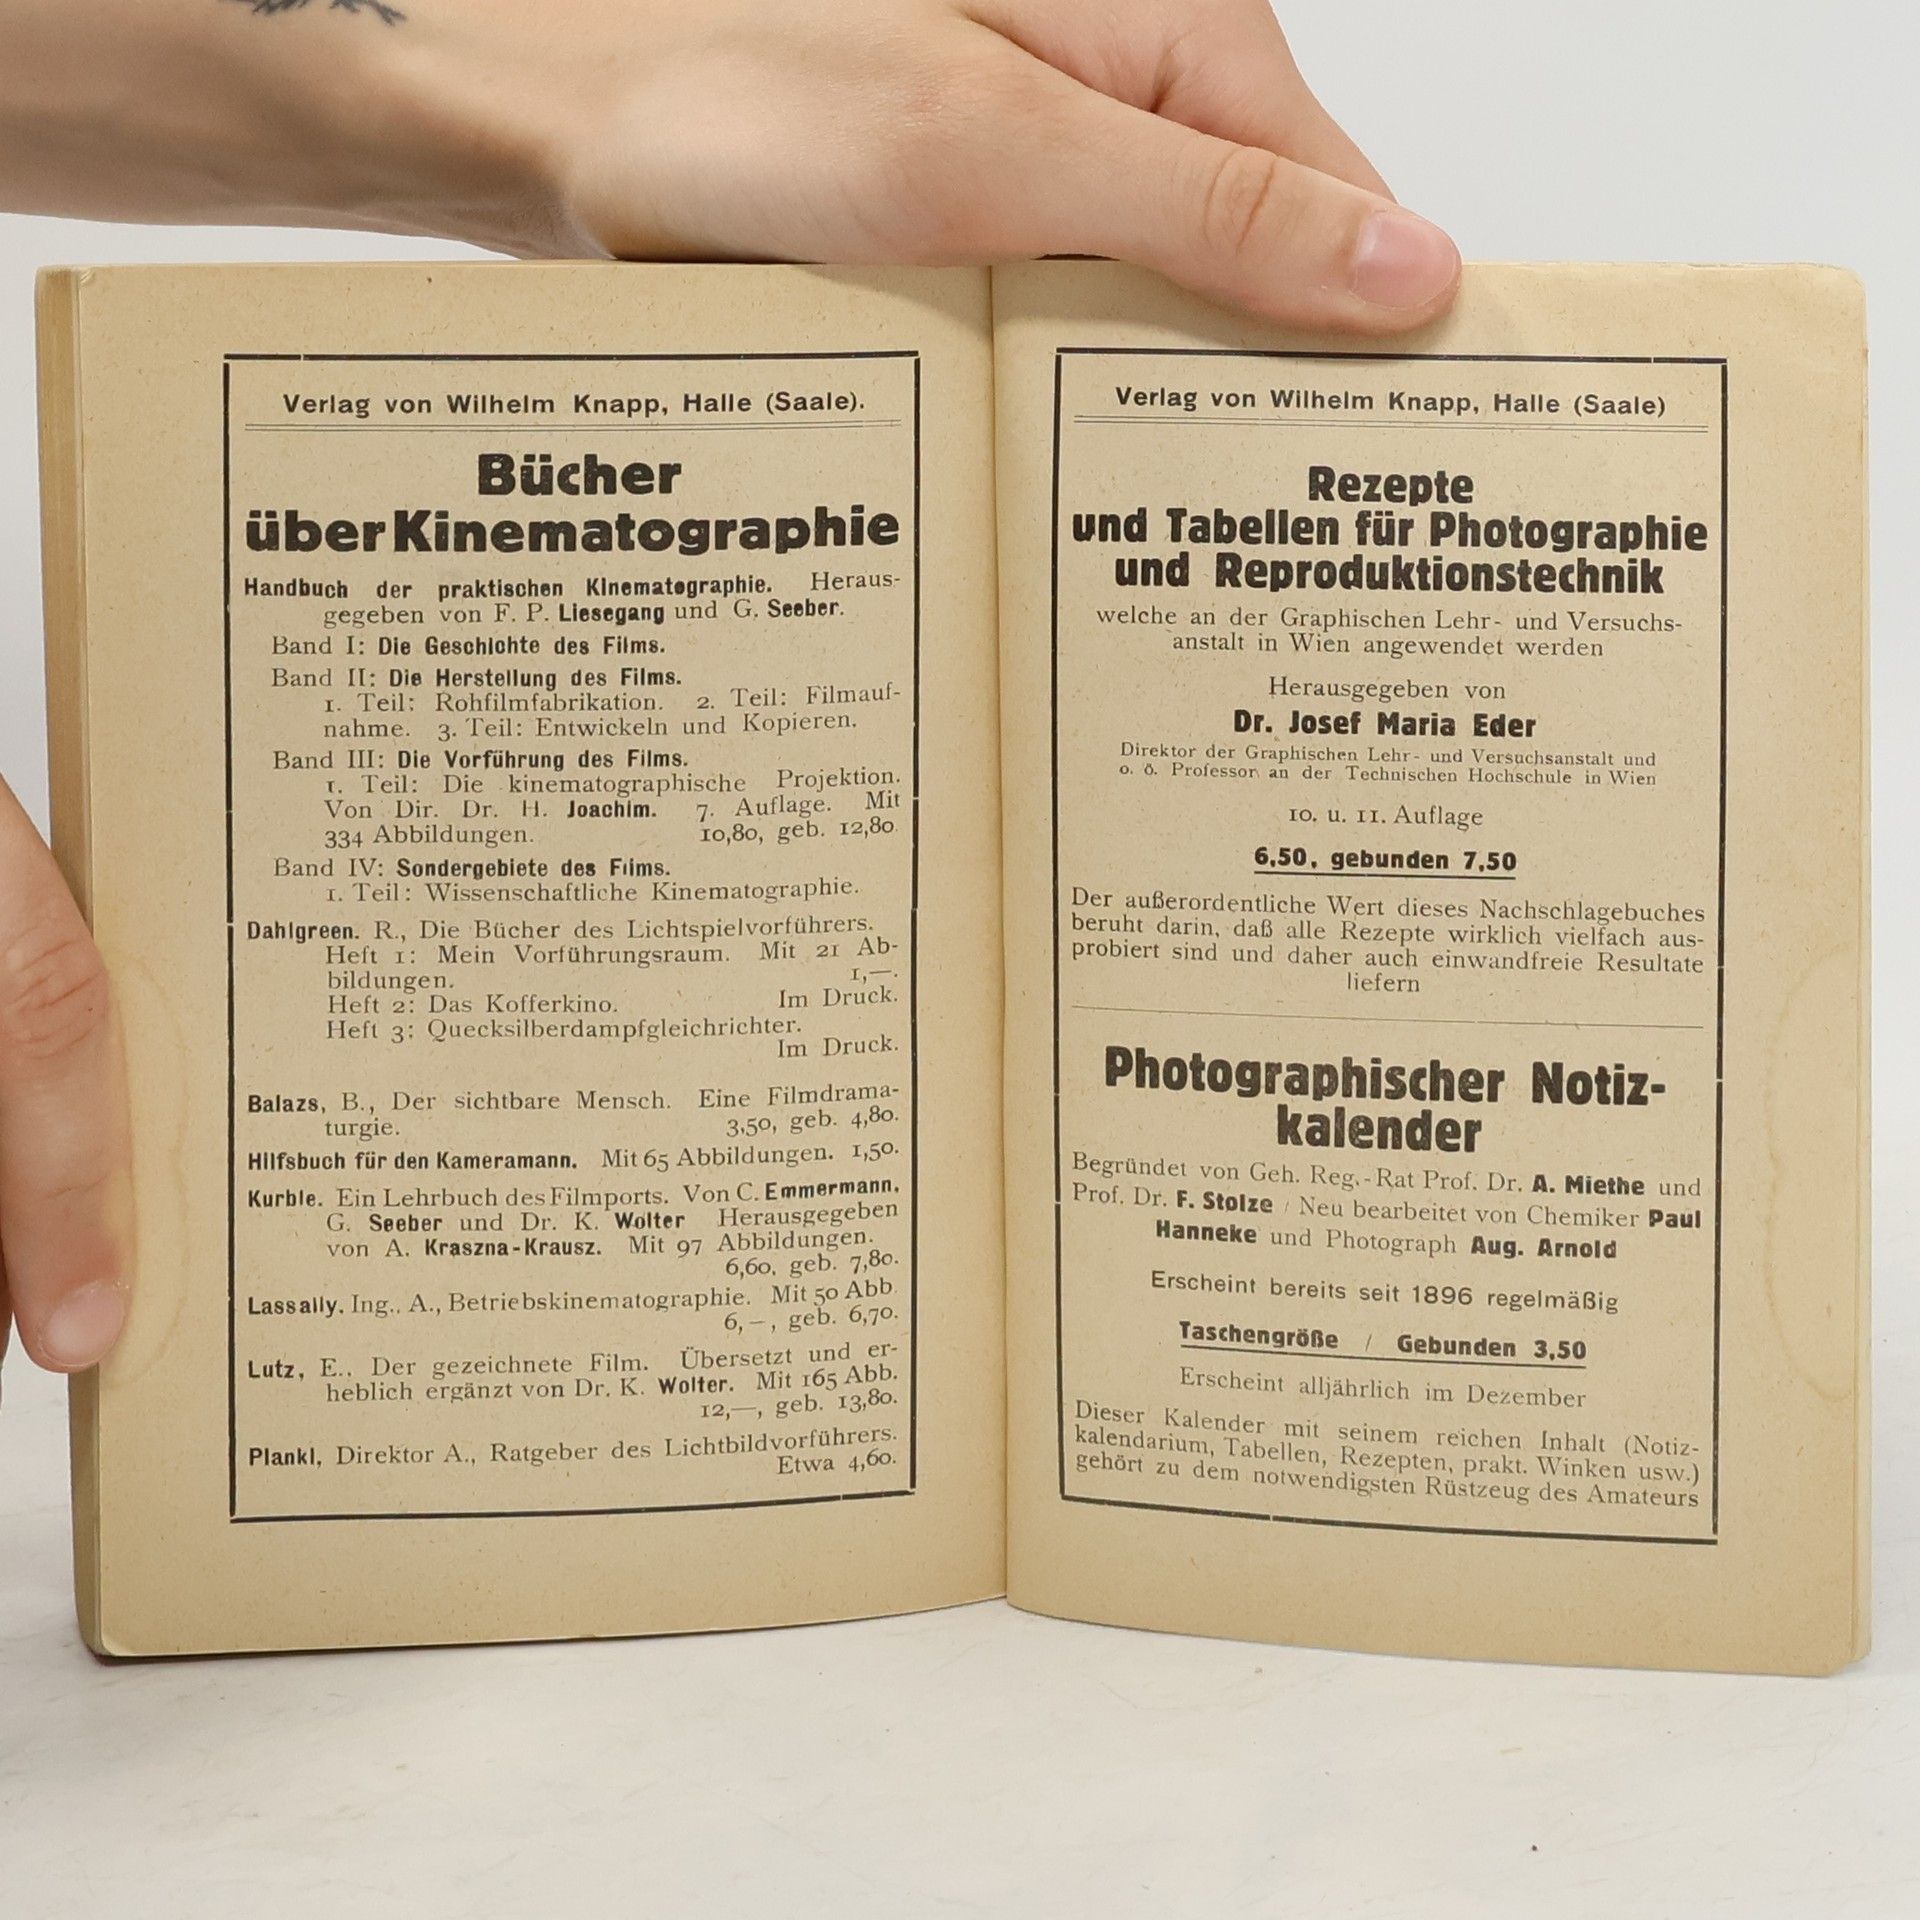 Verlag von Wilhelm Knapp, Halle (Saale).
Bücher
über Kinematographie
Handbuch der praktischen Kinematographie. Heraus-
gegeben von F. P. Liesegang und G. Seeber.
Band I: Die Geschichte des Films.
Band II: Die Herstellung des Films.
1. Teil: Rohfilmfabrikation. 2. Teil: Filmauf-
nahme. 3. Teil: Entwickeln und Kopieren.
Band III: Die Vorführung des Films.
1. Teil: Die kinematographische Projektion.
Von Dir. Dr. H. Joachim. 7. Auflage. Mit
334 Abbildungen. 10,80, geb. 12,80.
Band IV: Sondergebiete des Films.
1. Teil: Wissenschaftliche Kinematographie.
Dahlgreen. R., Die Bücher des Lichtspielvorführers.
Heft 1: Mein Vorführungsraum. Mit 21 Ab-
bildungen. 1,—.
Heft 2: Das Kofferkino. Im Druck.
Heft 3: Quecksilberdampfgleichrichter.
Im Druck.
Balazs, B., Der sichtbare Mensch. Eine Filmdrama-
turgie. 3,50, geb. 4,80.
Hilfsbuch für den Kameramann. Mit 65 Abbildungen. 1,50.
Kurble. Ein Lehrbuch des Filmports. Von C. Emmermann,
G. Seeber und Dr. K. Wolter Herausgegeben
von A. Kraszna-Krausz. Mit 97 Abbildungen.
6,60, geb. 7,80.
Lassally, Ing., A., Betriebskinematographie. Mit 50 Abb.
6,—, geb. 6,70.
Lutz, E., Der gezeichnete Film. Übersetzt und er-
heblich ergänzt von Dr. K. Wolter. Mit 165 Abb.
12,—, geb. 13,80.
Plankl, Direktor A., Ratgeber des Lichtbildvorführers.
Etwa 4,60.
Verlag von Wilhelm Knapp, Halle (Saale)
Rezepte
und Tabellen für Photographie
und Reproduktionstechnik
welche an der Graphischen Lehr- und Versuchs-
anstalt in Wien angewendet werden
Herausgegeben von
Dr. Josef Maria Eder
Direktor der Graphischen Lehr- und Versuchsanstalt und
o. ö. Professor an der Technischen Hochschule in Wien
10. u. 11. Auflage
6,50, gebunden 7,50
Der außerordentliche Wert dieses Nachschlagebuches
beruht darin, daß alle Rezepte wirklich vielfach aus-
probiert sind und daher auch einwandfreie Resultate
liefern
Photographischer Notiz-
kalender
Begründet von Geh. Reg.-Rat Prof. Dr. A. Miethe und
Prof. Dr. F. Stolze / Neu bearbeitet von Chemiker Paul
Hanneke und Photograph Aug. Arnold
Erscheint bereits seit 1896 regelmäßig
Taschengröße / Gebunden 3,50
Erscheint alljährlich im Dezember
Dieser Kalender mit seinem reichen Inhalt (Notiz-
kalendarium, Tabellen, Rezepten, prakt. Winken usw.)
gehört zu dem notwendigsten Rüstzeug des Amateurs